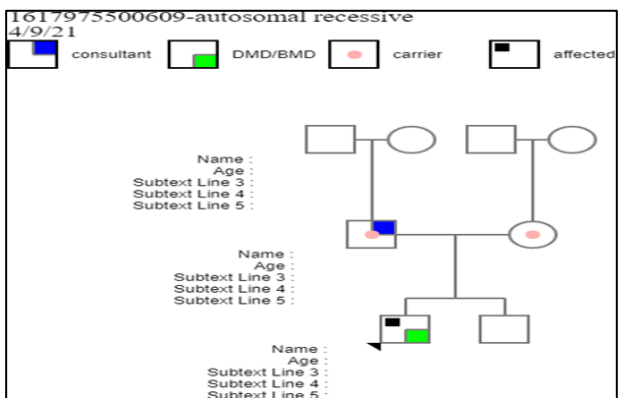 1617975500609-autosomal recessive
4/9/21
consultant DMD/BMD carrier affected
Name :
Age :
Subtext Line 3 :
Subtext Line 4 :
Subtext Line 5 :
Name :
Age :
Subtext Line 3 :
Subtext Line 4 :
Subtext Line 5 :
Name :
Age :
Subtext Line 3 :
Subtext Line 4 :
Subtext Line 5 :